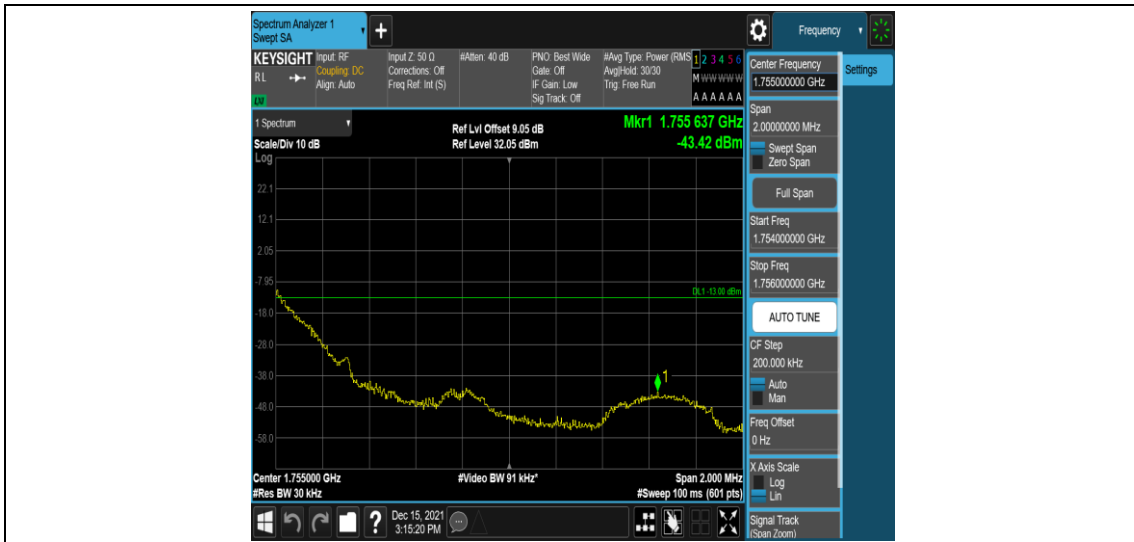 Spectrum Analyzer 1
Swept SA
Frequency
KEYSIGHT
RL
LXI
Input: RF
Coupling: DC
Align: Auto
Input Z: 50 Ω
Corrections: Off
Freq Ref: Int (S)
#Atten: 40 dB
PNO: Best Wide
Gate: Off
IF Gain: Low
Sig Track: Off
#Avg Type: Power (RMS
Avg|Hold: 30/30
Trig: Free Run
1 2 3 4 5 6
M W W W W W
A A A A A A
1 Spectrum
Scale/Div 10 dB
Log
Ref Lvl Offset 9.05 dB
Ref Level 32.05 dBm
Mkr1 1.755 637 GHz
-43.42 dBm
22.1
12.1
2.05
-7.95
DL1 -13.00 dBm
-18.0
-28.0
-38.0
1
-48.0
-58.0
Center 1.755000 GHz
#Res BW 30 kHz
#Video BW 91 kHz*
Span 2.000 MHz
#Sweep 100 ms (601 pts)
Dec 15, 2021
3:15:20 PM
Center Frequency
1.755000000 GHz
Settings
Span
2.00000000 MHz
Swept Span
Zero Span
Full Span
Start Freq
1.754000000 GHz
Stop Freq
1.756000000 GHz
AUTO TUNE
CF Step
200.000 kHz
Auto
Man
Freq Offset
0 Hz
X Axis Scale
Log
Lin
Signal Track
(Span Zoom)